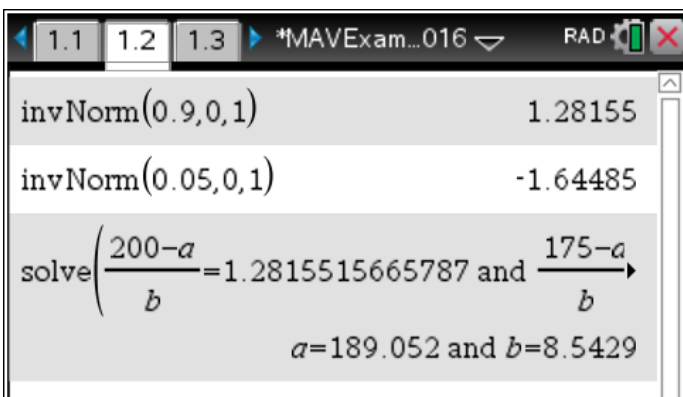 1.1 1.2 1.3 *MAVExam...016 RAD
invNorm(0.9,0,1) 1.28155
invNorm(0.05,0,1) -1.64485
solve((200-a)/b=1.2815515665787 and (175-a)/b
a=189.052 and b=8.5429